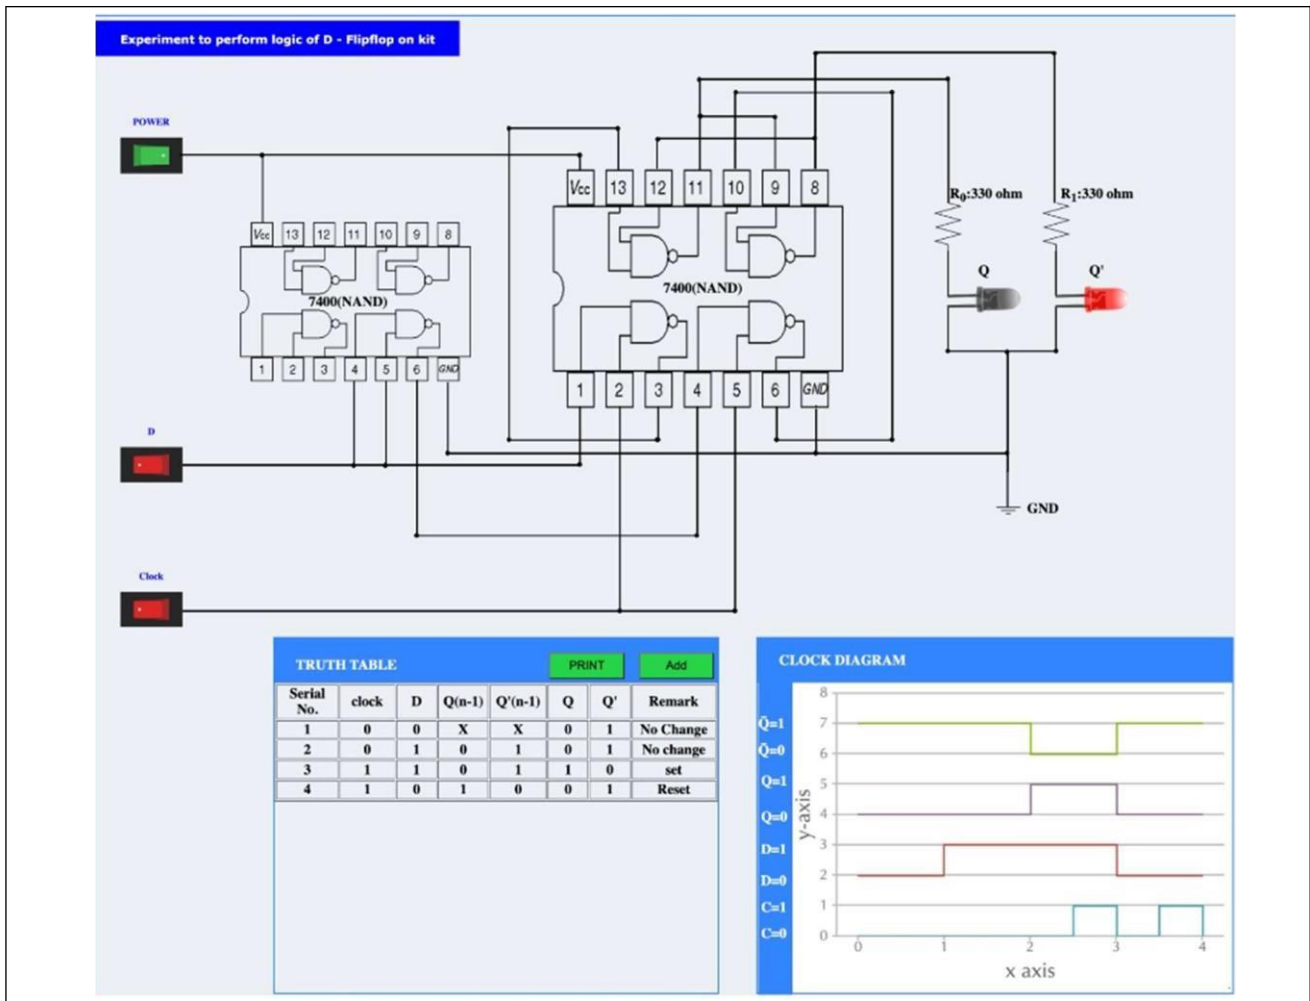 Experiment to perform logic of D - Flipflop on kit
POWER
Vcc 13 12 11 10 9 8
R0:330 ohm R1:330 ohm
Vcc 13 12 11 10 9 8
Q Q'
7400(NAND)
7400(NAND)
1 2 3 4 5 6 GND
1 2 3 4 5 6 GND
D
GND
Clock
TRUTH TABLE PRINT Add
Serial No. clock D Q(n-1) Q'(n-1) Q Q' Remark
1 0 0 X X 0 1 No Change
2 0 1 0 1 0 1 No change
3 1 1 0 1 1 0 set
4 1 0 1 0 0 1 Reset
CLOCK DIAGRAM
Q̄=1
Q̄=0
Q=1
Q=0
D=1
D=0
C=1
C=0
y-axis
8
7
6
5
4
3
2
1
0
0 1 2 3 4
x axis